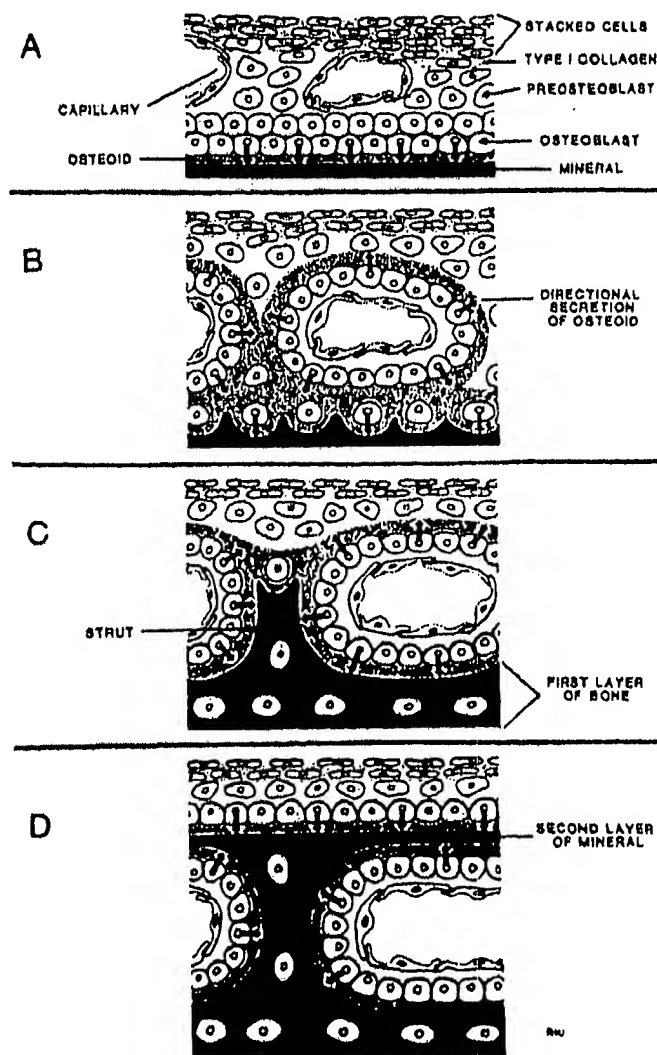 A
STACKED CELLS
TYPE I COLLAGEN
PREOSTEOBLAST
CAPILLARY
OSTEOBLAST
OSTEOID
MINERAL
B
DIRECTIONAL
SECRETION
OF OSTEOID
C
STRUT
FIRST LAYER
OF BONE
D
SECOND LAYER
OF MINERAL